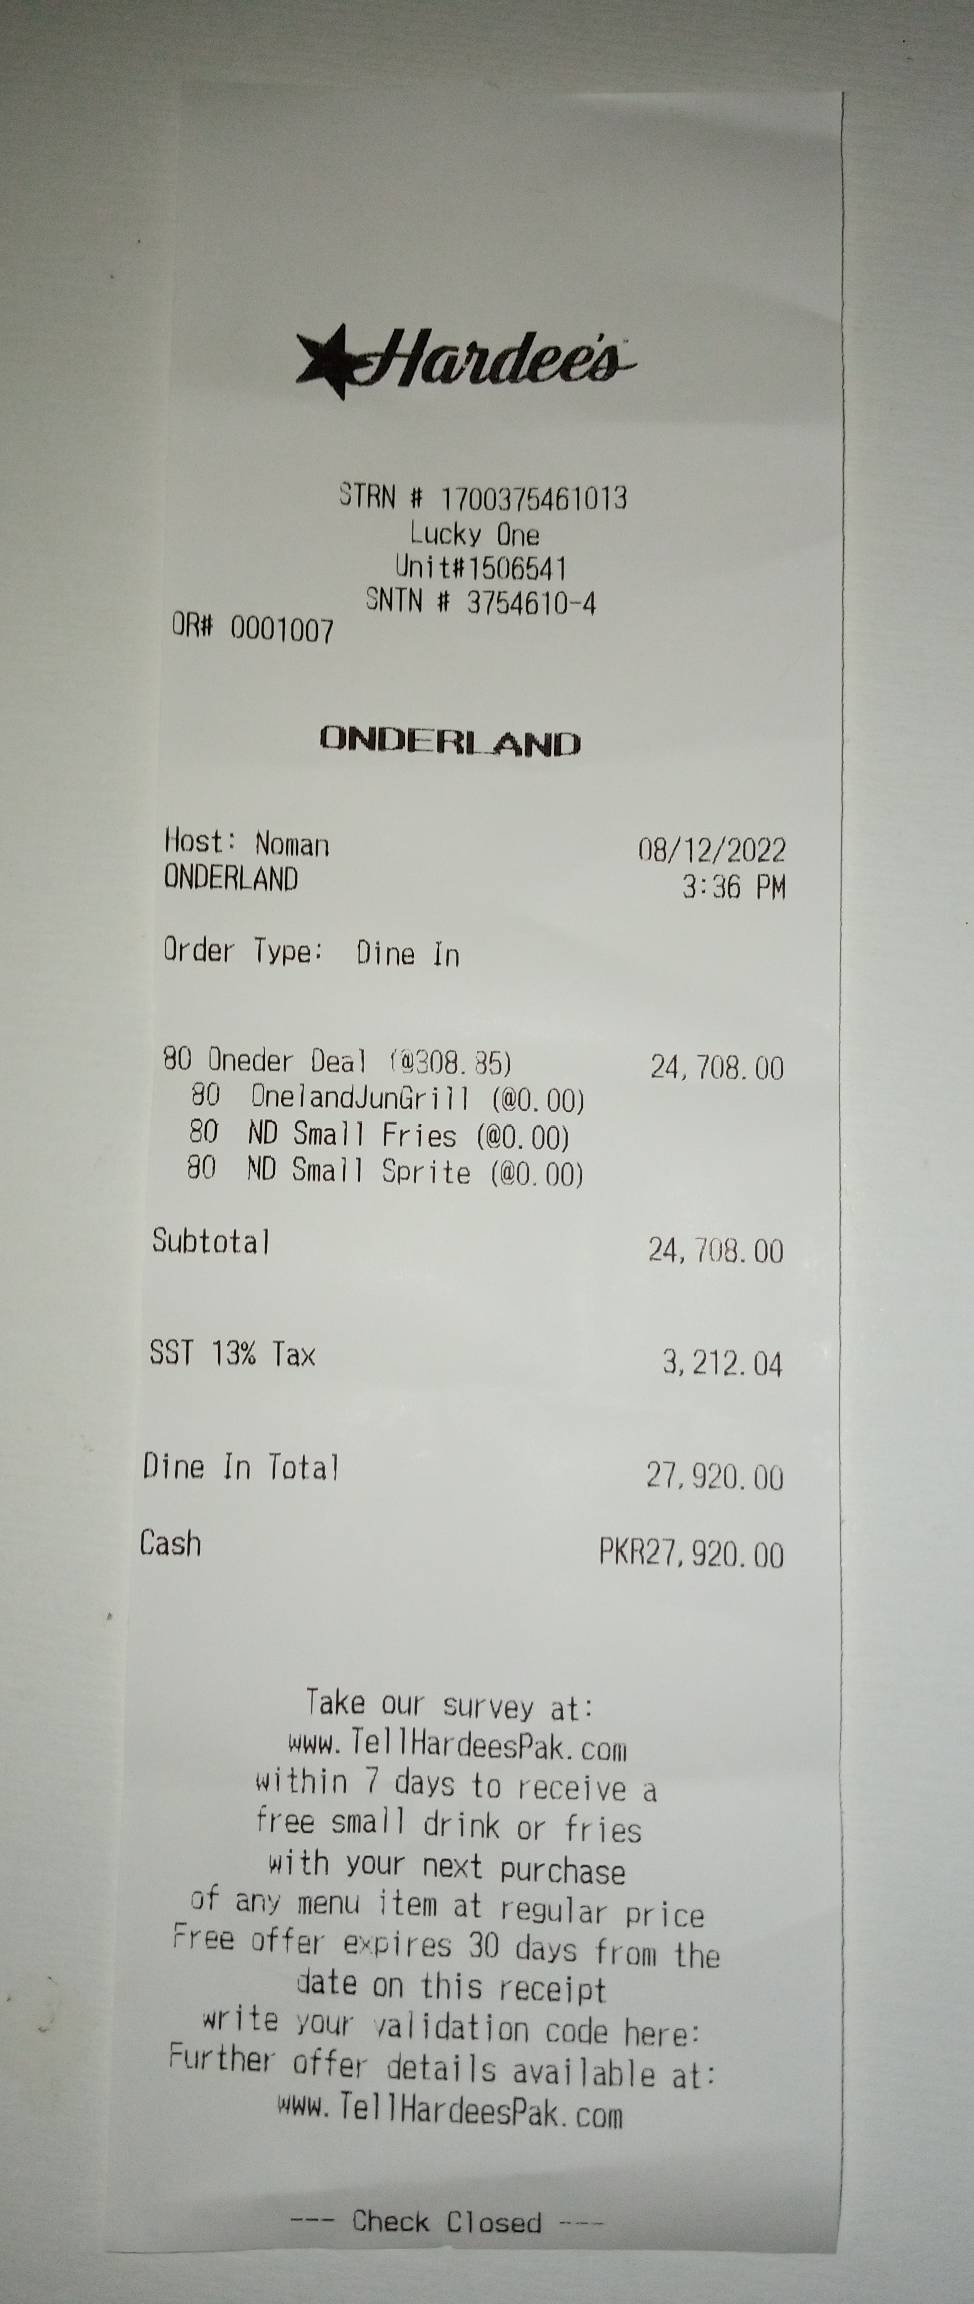 Hardee's
STRN # 1700375461013
Lucky One
Unit#1506541
SNTN # 3754610-4
OR# 0001007
ONDERLAND
Host: Noman 08/12/2022
ONDERLAND 3:36 PM
Order Type: Dine In
80 Oneder Deal (@308.85) 24,708.00
80 OnelandJunGrill (@0.00)
80 ND Small Fries (@0.00)
80 ND Small Sprite (@0.00)
Subtotal 24,708.00
SST 13% Tax 3,212.04
Dine In Total 27,920.00
Cash PKR27,920.00
Take our survey at:
www.TellHardeesPak.com
within 7 days to receive a
free small drink or fries
with your next purchase
of any menu item at regular price
Free offer expires 30 days from the
date on this receipt
write your validation code here:
Further offer details available at:
www.TellHardeesPak.com
--- Check Closed ---